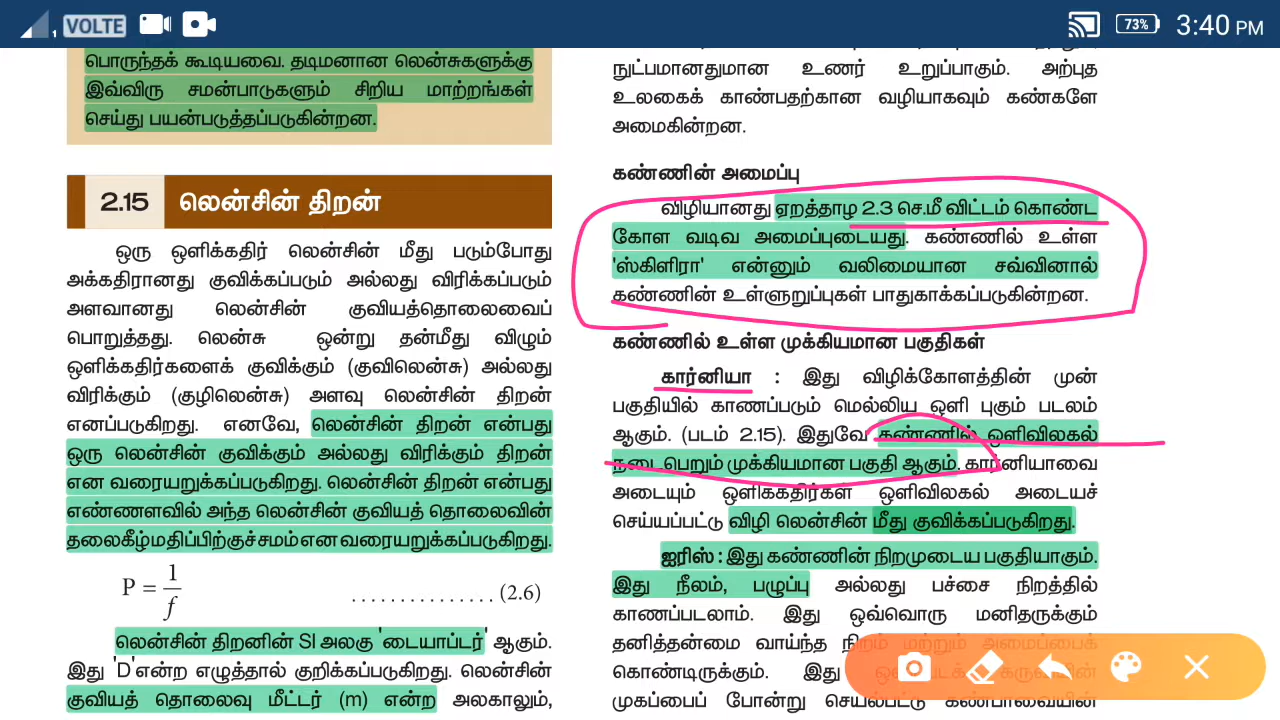 VOLTE
73%
3:40 PM
பொருந்தக் கூடியவை. தடிமனான லென்சுகளுக்கு
இவ்விரு சமன்பாடுகளும் சிறிய மாற்றங்கள்
செய்து பயன்படுத்தப்படுகின்றன.
2.15 லென்சின் திறன்
ஒரு ஒளிக்கதிர் லென்சின் மீது படும்போது
அக்கதிரானது குவிக்கப்படும் அல்லது விரிக்கப்படும்
அளவானது லென்சின் குவியத்தொலைவைப்
பொறுத்தது. லென்சு ஒன்று தன்மீது விழும்
ஒளிக்கதிர்களைக் குவிக்கும் (குவிலென்சு) அல்லது
விரிக்கும் (குழிலென்சு) அளவு லென்சின் திறன்
எனப்படுகிறது. எனவே, லென்சின் திறன் என்பது
ஒரு லென்சின் குவிக்கும் அல்லது விரிக்கும் திறன்
என வரையறுக்கப்படுகிறது. லென்சின் திறன் என்பது
எண்ணளவில் அந்த லென்சின் குவியத் தொலைவின்
தலைகீழ்மதிப்பிற்குச்சமம்எனவரையறுக்கப்படுகிறது.
P = 1/f ............... (2.6)
லென்சின் திறனின் SI அலகு 'டையாப்டர்' ஆகும்.
இது 'D' என்ற எழுத்தால் குறிக்கப்படுகிறது. லென்சின்
குவியத் தொலைவு மீட்டர் (m) என்ற அலகாலும்,
நுட்பமானதுமான உணர் உறுப்பாகும். அற்புத
உலகைக் காண்பதற்கான வழியாகவும் கண்களே
அமைகின்றன.
கண்ணின் அமைப்பு
விழியானது ஏறத்தாழ 2.3 செ.மீ விட்டம் கொண்ட
கோள வடிவ அமைப்புடையது. கண்ணில் உள்ள
'ஸ்கிளிரா' என்னும் வலிமையான சவ்வினால்
கண்ணின் உள்ளுறுப்புகள் பாதுகாக்கப்படுகின்றன.
கண்ணில் உள்ள முக்கியமான பகுதிகள்
கார்னியா : இது விழிக்கோளத்தின் முன்
பகுதியில் காணப்படும் மெல்லிய ஒளி புகும் படலம்
ஆகும். (படம் 2.15). இதுவே கண்ணில் ஒளிவிலகல்
நடைபெறும் முக்கியமான பகுதி ஆகும். கார்னியாவை
அடையும் ஒளிக்கதிர்கள் ஒளிவிலகல் அடையச்
செய்யப்பட்டு விழி லென்சின் மீது குவிக்கப்படுகிறது.
ஐரிஸ் : இது கண்ணின் நிறமுடைய பகுதியாகும்.
இது நீலம், பழுப்பு அல்லது பச்சை நிறத்தில்
காணப்படலாம். இது ஒவ்வொரு மனிதருக்கும்
தனித்தன்மை வாய்ந்த நிறம் மற்றும் அமைப்பைக்
கொண்டிருக்கும். இது
முகப்பைப் போன்று செயல்பட்டு கண்பாவையின்